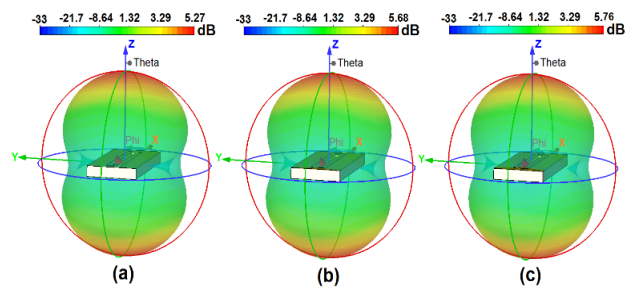 -33 -21.7 -8.64 1.32 3.29 5.27
dB
Z
Theta
Phi
X
Y
(a)
-33 -21.7 -8.64 1.32 3.29 5.68
dB
Z
Theta
Phi
X
Y
(b)
-33 -21.7 -8.64 1.32 3.29 5.76
dB
Z
Theta
Phi
X
Y
(c)